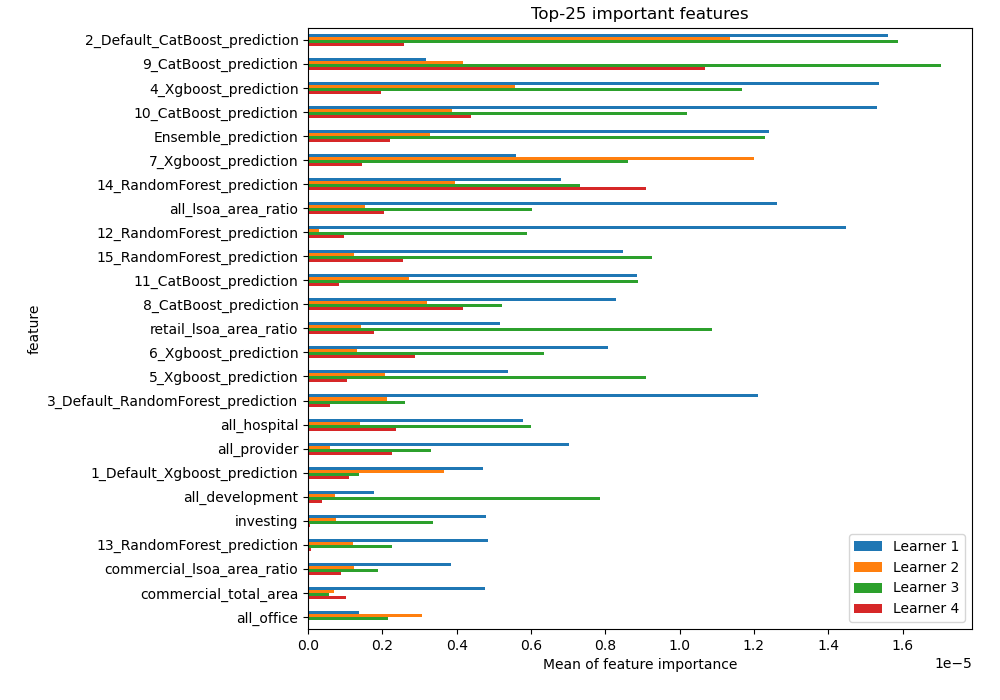 Top-25 important features
2_Default_CatBoost_prediction
9_CatBoost_prediction
4_Xgboost_prediction
10_CatBoost_prediction
Ensemble_prediction
7_Xgboost_prediction
14_RandomForest_prediction
all_lsoa_area_ratio
12_RandomForest_prediction
15_RandomForest_prediction
11_CatBoost_prediction
8_CatBoost_prediction
retail_lsoa_area_ratio
6_Xgboost_prediction
5_Xgboost_prediction
3_Default_RandomForest_prediction
all_hospital
all_provider
1_Default_Xgboost_prediction
all_development
investing
13_RandomForest_prediction
commercial_lsoa_area_ratio
commercial_total_area
all_office
feature
Learner 1
Learner 2
Learner 3
Learner 4
0.0 0.2 0.4 0.6 0.8 1.0 1.2 1.4 1.6
1e−5
Mean of feature importance